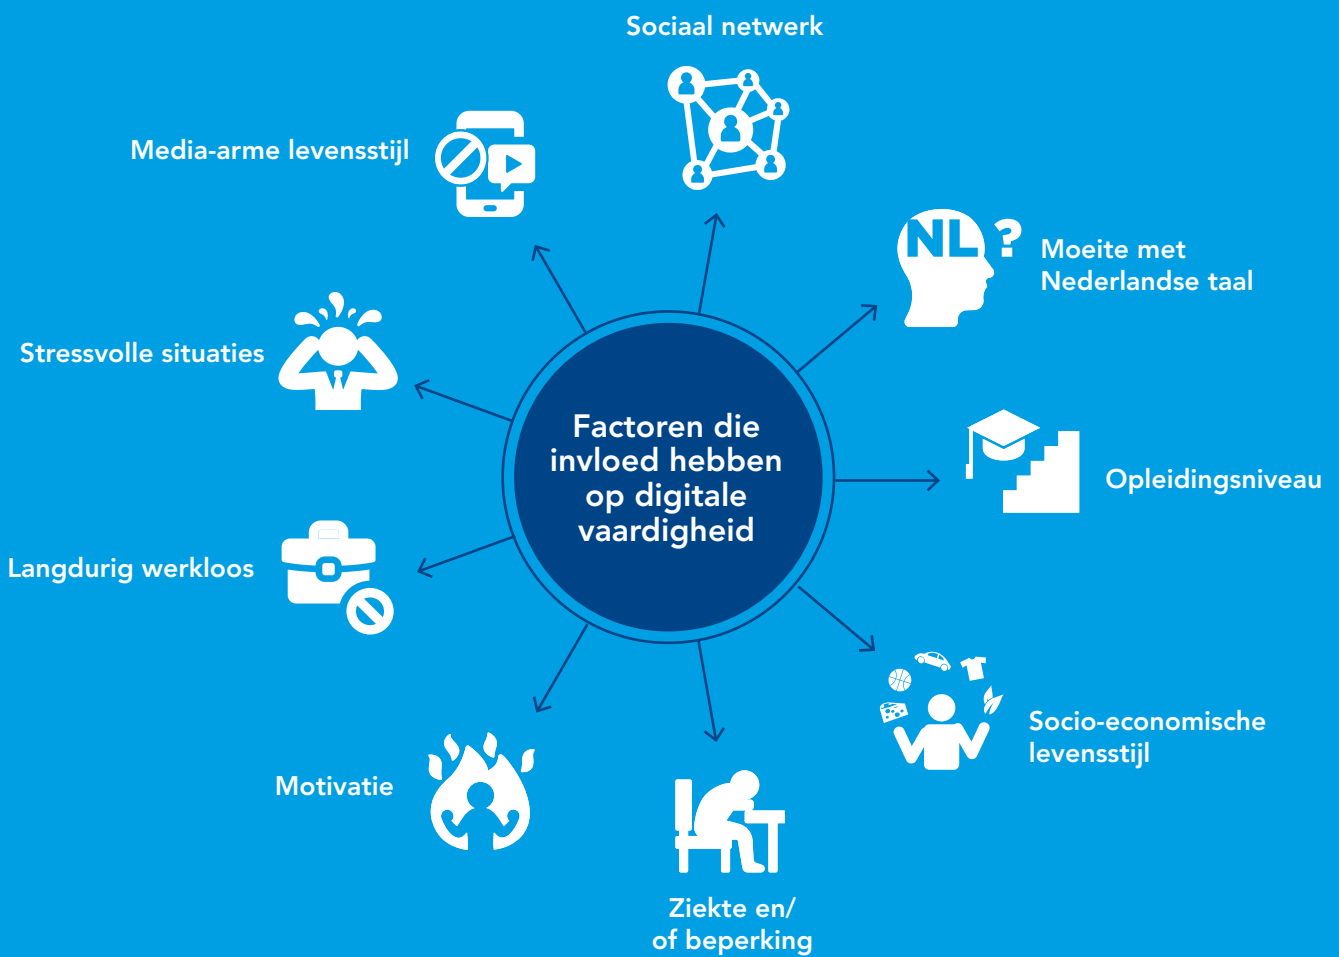 Sociaal netwerk
Media-arme levensstijl
NL ?
Moeite met
Nederlandse taal
Stressvolle situaties
Factoren die
invloed hebben
op digitale
vaardigheid
Opleidingsniveau
Langdurig werkloos
Socio-economische
levensstijl
Motivatie
Ziekte en/
of beperking